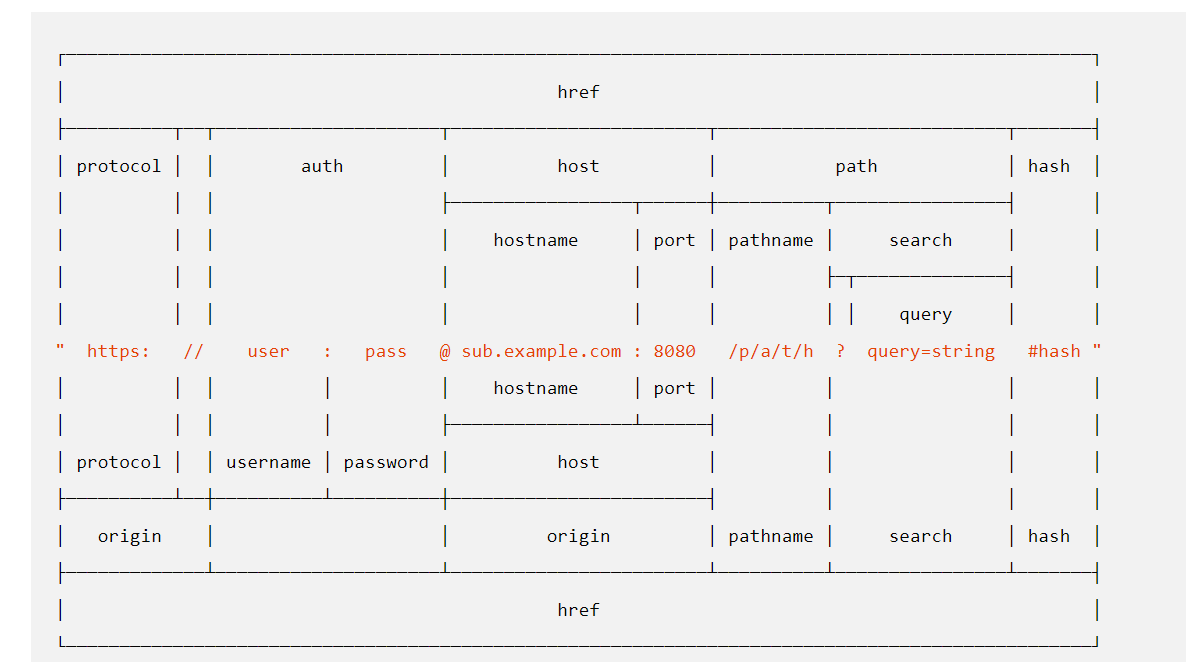 href
protocol auth host path hash
hostname port pathname search
query
" https: // user : pass @ sub.example.com : 8080 /p/a/t/h ? query=string #hash "
hostname port
protocol username password host
origin origin pathname search hash
href